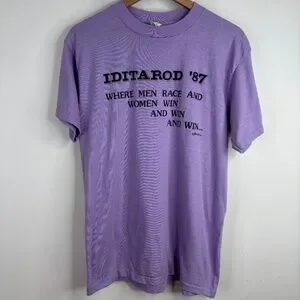 IDITAROD '87
WHERE MEN RACE AND
WOMEN WIN
AND WIN
AND WIN...